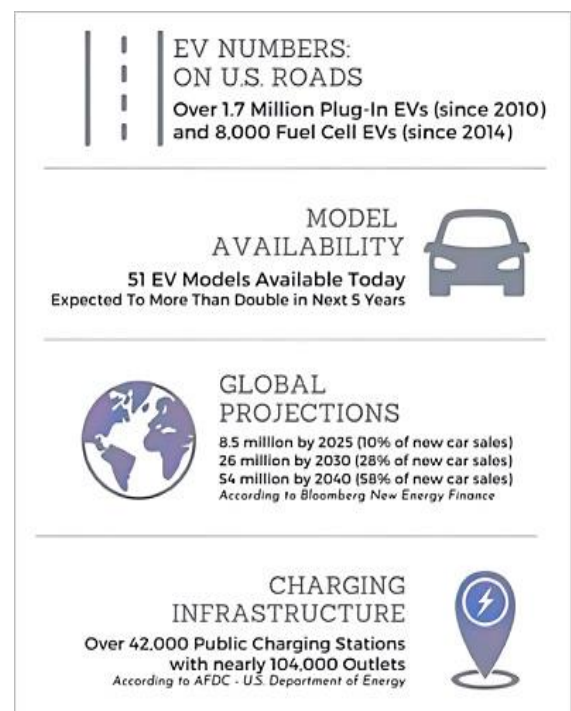 EV NUMBERS:
ON U.S. ROADS
Over 1.7 Million Plug-In EVs (since 2010)
and 8,000 Fuel Cell EVs (since 2014)
MODEL
AVAILABILITY
51 EV Models Available Today
Expected To More Than Double in Next 5 Years
GLOBAL
PROJECTIONS
8.5 million by 2025 (10% of new car sales)
26 million by 2030 (28% of new car sales)
54 million by 2040 (58% of new car sales)
According to Bloomberg New Energy Finance
CHARGING
INFRASTRUCTURE
Over 42,000 Public Charging Stations
with nearly 104,000 Outlets
According to AFDC - U.S. Department of Energy